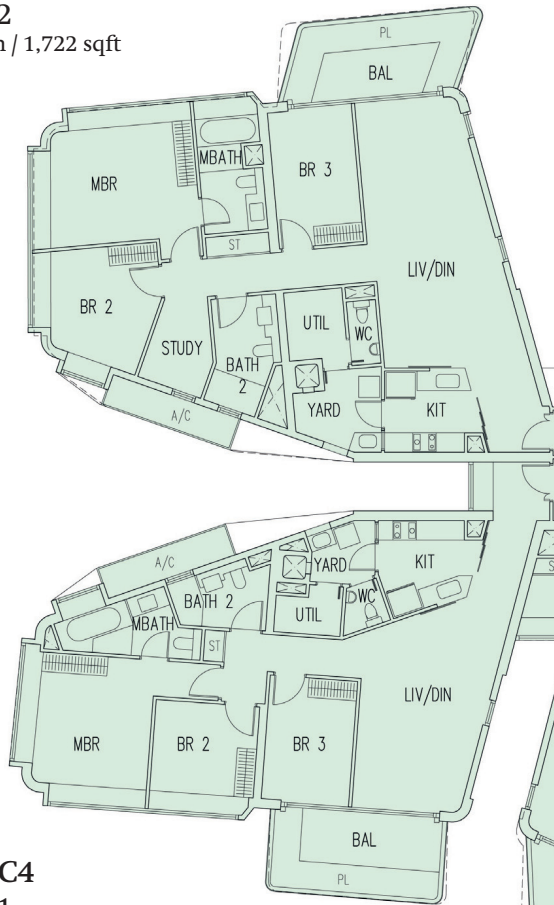 2
/ 1,722 sqft
PL
BAL
MBATH
BR 3
MBR
ST
LIV/DIN
BR 2
UTIL
WC
STUDY
BATH
2
YARD
KIT
A/C
A/C
YARD
KIT
BATH 2
WC
UTIL
MBATH
ST
LIV/DIN
MBR
BR 2
BR 3
BAL
PL
C4